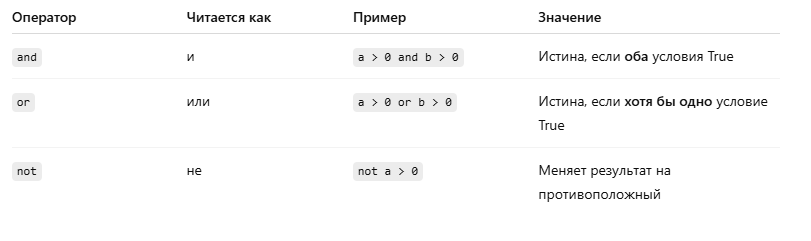 Оператор Читается как Пример Значение
and и a > 0 and b > 0 Истина, если оба условия True
or или a > 0 or b > 0 Истина, если хотя бы одно условие
True
not не not a > 0 Меняет результат на
противоположный